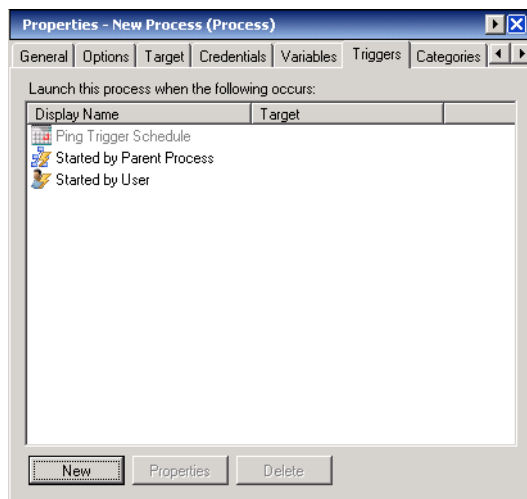 Properties - New Process (Process)
General Options Target Credentials Variables Triggers Categories
Launch this process when the following occurs:
Display Name Target
Ping Trigger Schedule
Started by Parent Process
Started by User
New Properties Delete